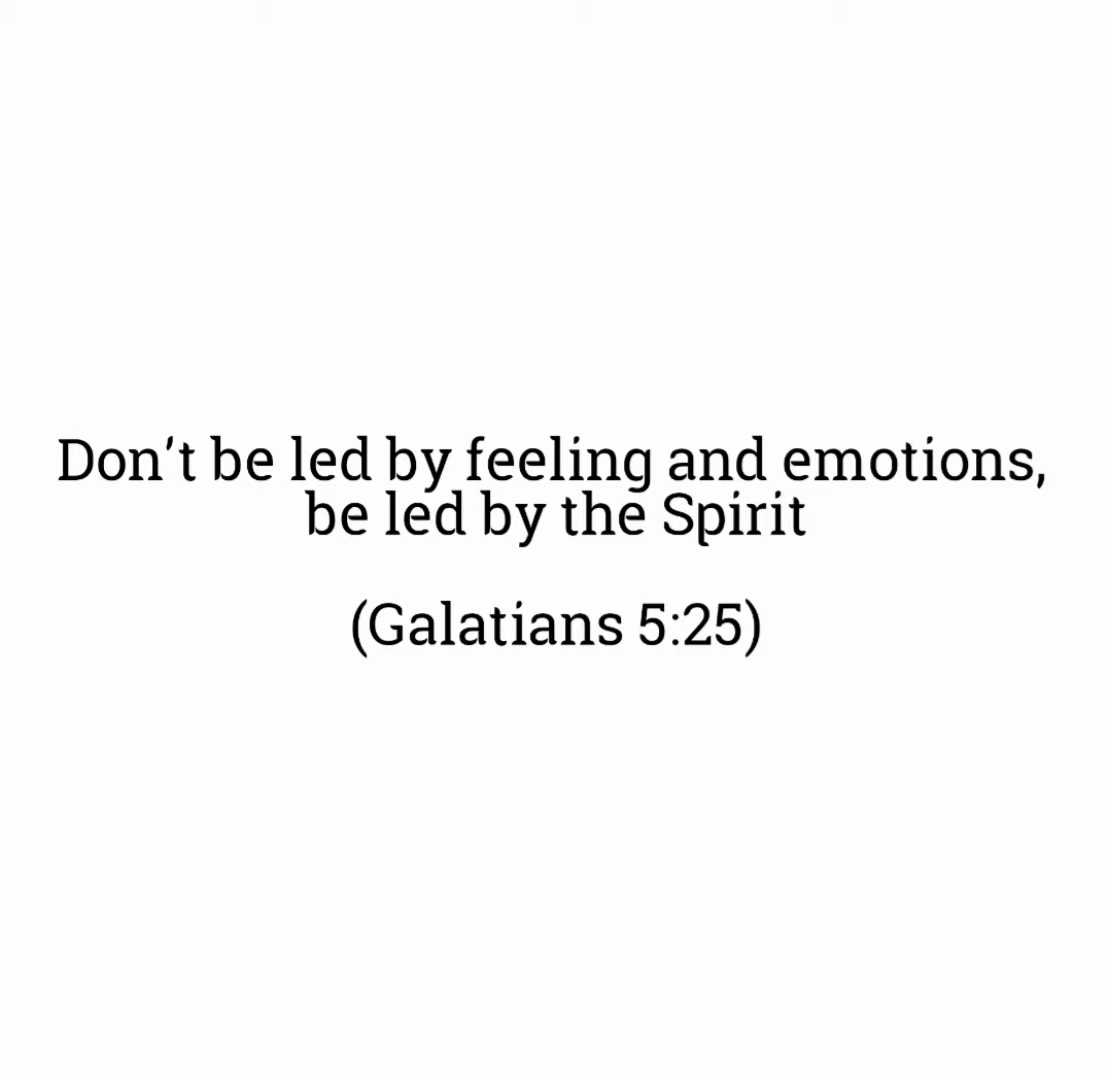 Don't be led by feeling and emotions,
be led by the Spirit
(Galatians 5:25)